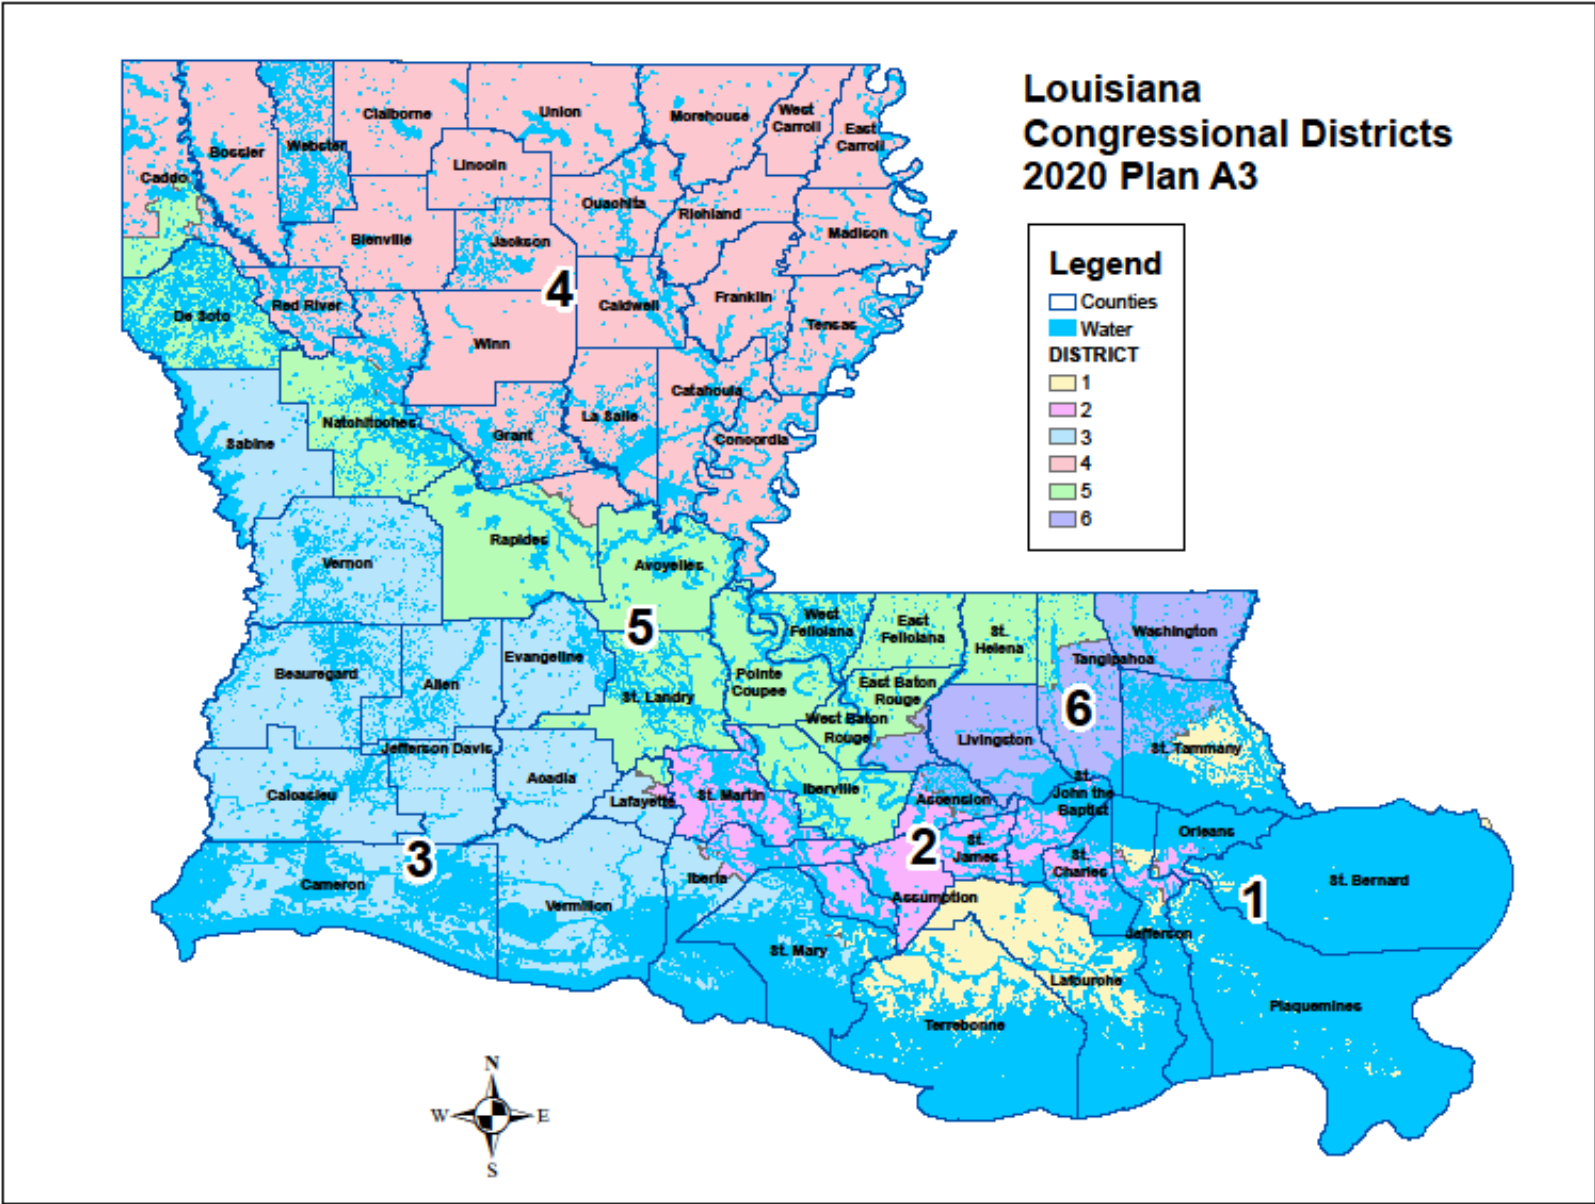 Louisiana
Congressional Districts
2020 Plan A3
Legend
Counties
Water
DISTRICT
1
2
3
4
5
6
Caddo
Bossier
Webster
Claiborne
Union
Morehouse
West
Carroll
East
Carroll
Lincoln
Ouachita
Richland
Madison
Bienville
Jackson
4
De Soto
Red River
Caldwell
Franklin
Tensas
Winn
Catahoula
La Salle
Natchitoches
Grant
Concordia
Sabine
Rapides
Vernon
Avoyelles
5
West
Feliciana
East
Feliciana
St.
Helena
Washington
Tangipahoa
Evangeline
Beauregard
Allen
St. Landry
Pointe
Coupee
East Baton
Rouge
6
West Baton
Rouge
Livingston
St. Tammany
Jefferson Davis
Acadia
Calcasieu
Lafayette
St. Martin
Iberville
Ascension
St.
John the
Baptist
Orleans
3
2
St.
James
St.
Charles
Cameron
Iberia
St. Bernard
Vermilion
Assumption
1
Jefferson
St. Mary
Lafourche
Plaquemines
Terrebonne
N
W
E
S